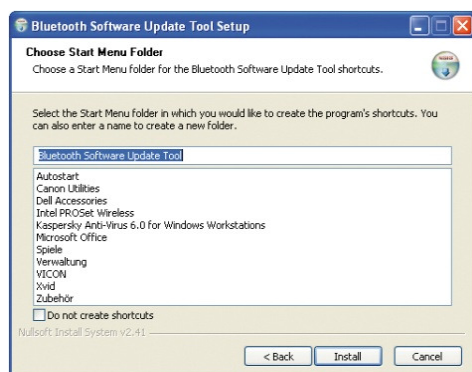 Bluetooth Software Update Tool Setup
Choose Start Menu Folder
Choose a Start Menu folder for the Bluetooth Software Update Tool shortcuts.
Select the Start Menu folder in which you would like to create the program's shortcuts. You
can also enter a name to create a new folder.
Bluetooth Software Update Tool
Autostart
Canon Utilities
Dell Accessories
Intel PROSet Wireless
Kaspersky Anti-Virus 6.0 for Windows Workstations
Microsoft Office
Spiele
Verwaltung
VICON
Xvid
Zubehör
Do not create shortcuts
Nullsoft Install System v2.41
< Back Install Cancel